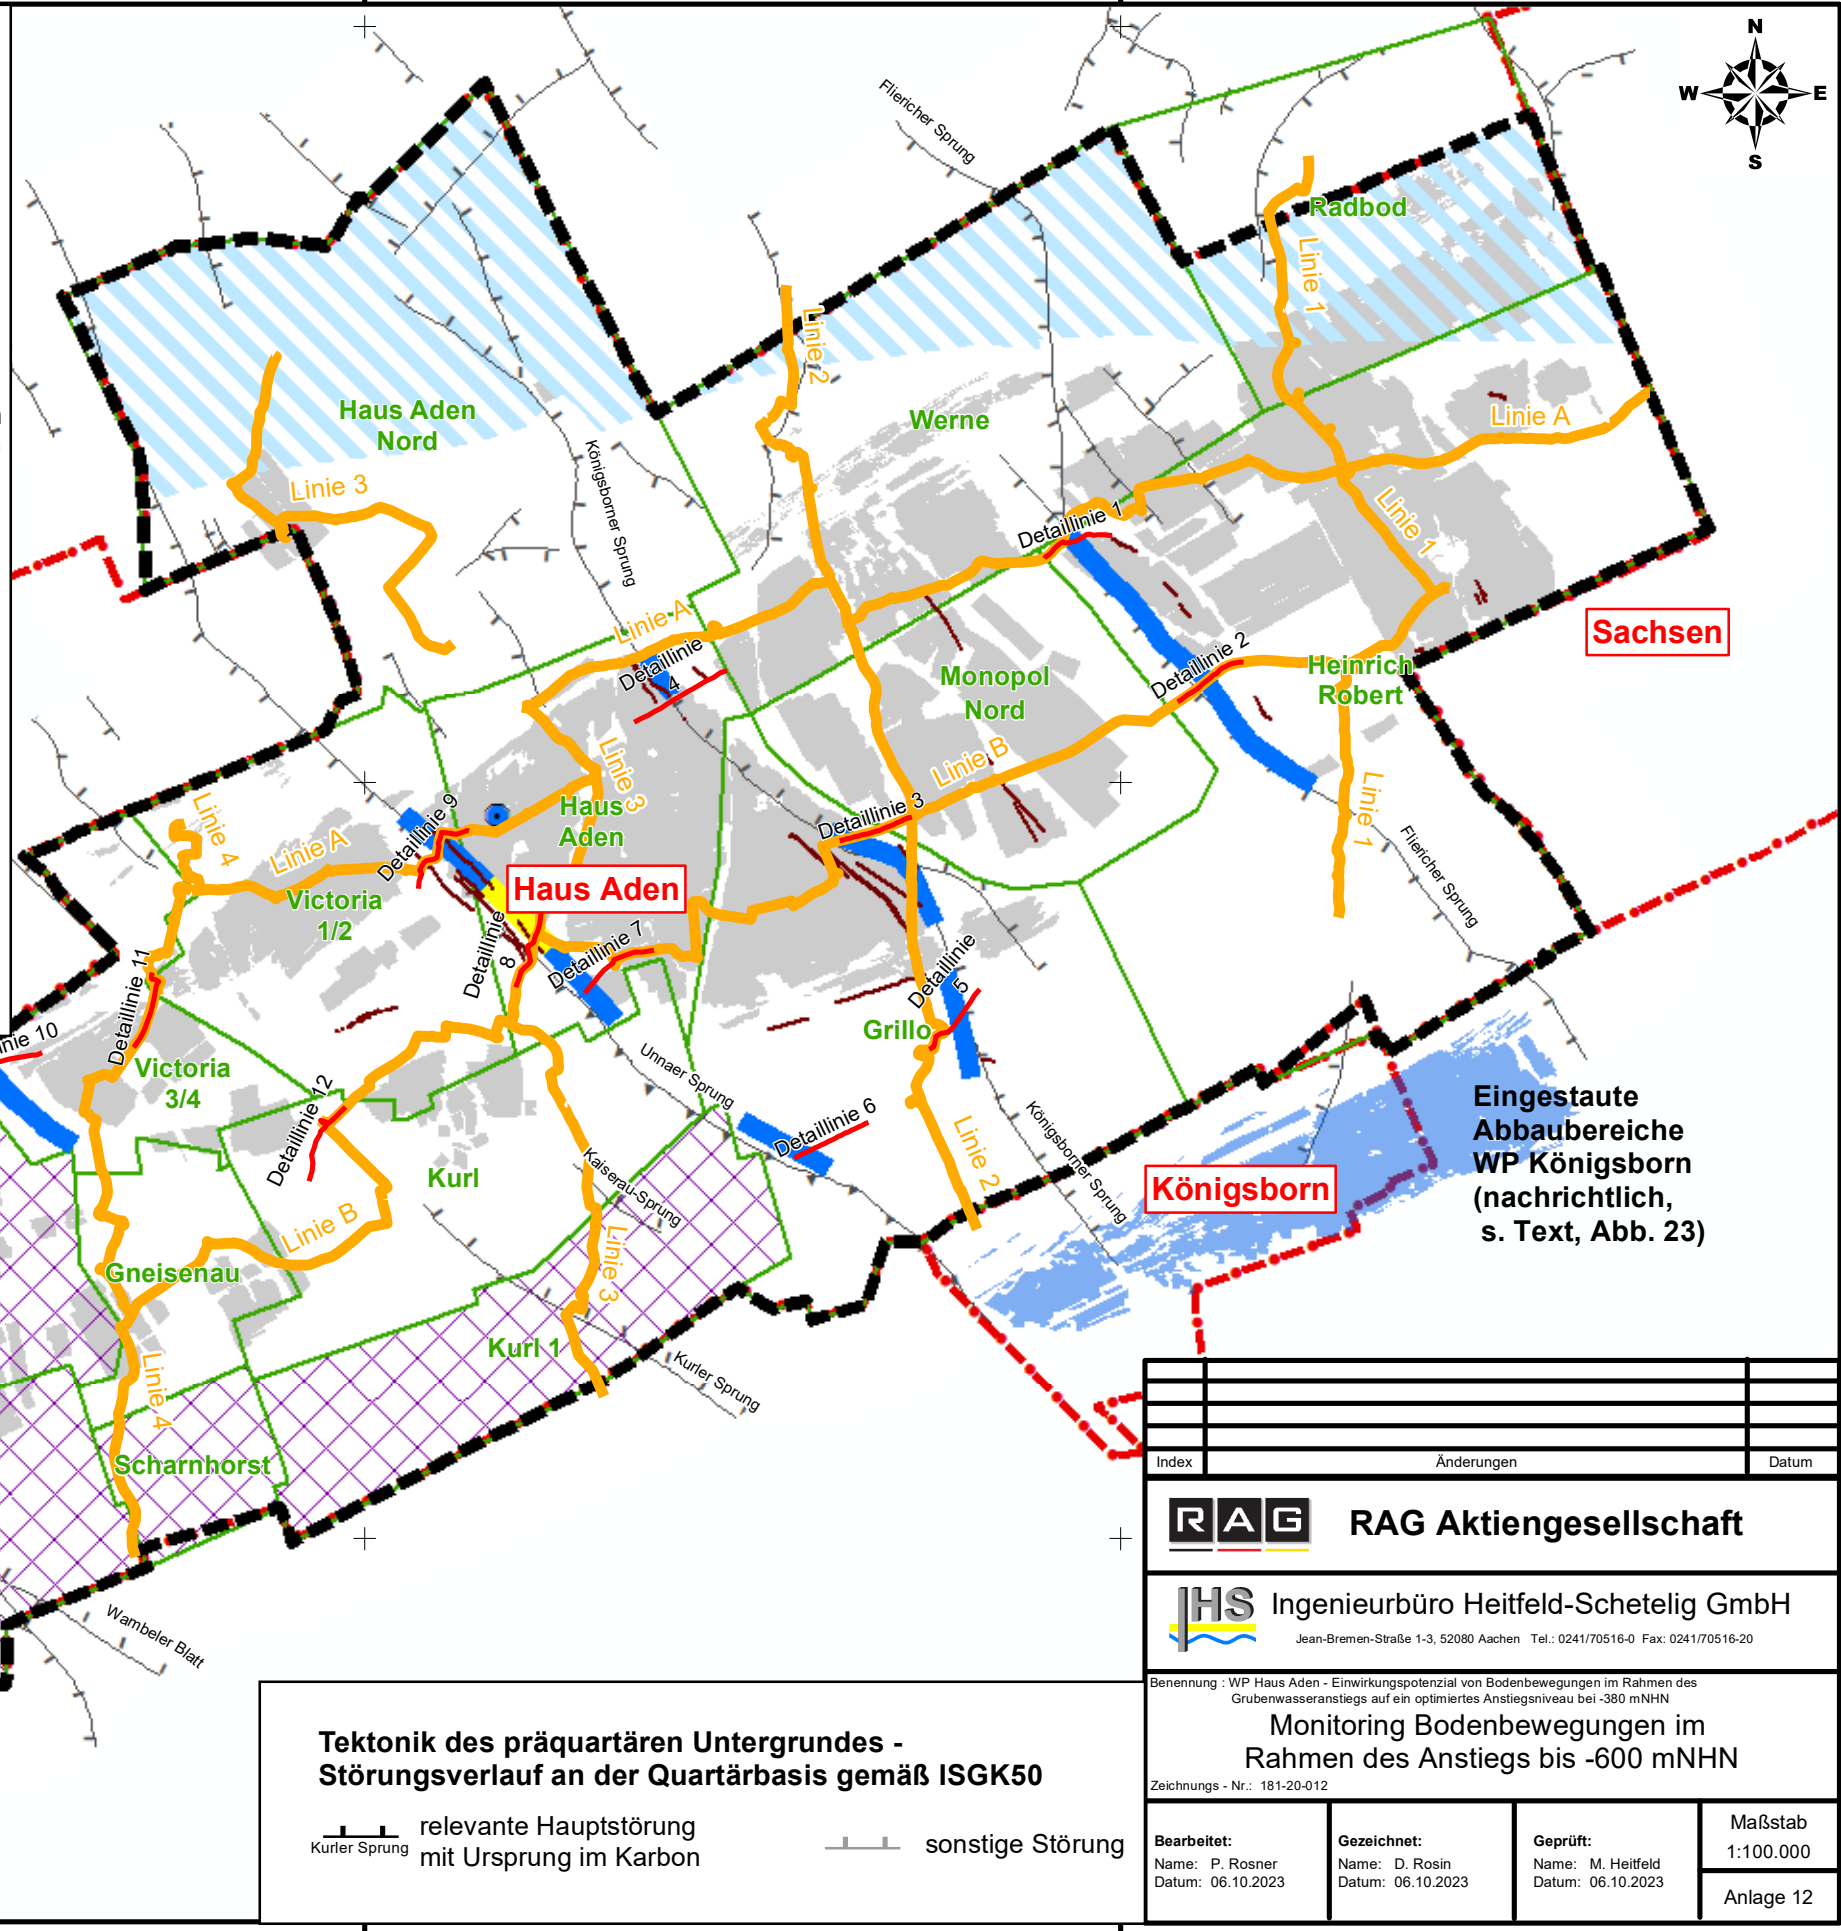 N
W
E
S
Fliericher Sprung
Radbod
Linie 1
Linie 2
Haus Aden
Nord
Werne
Linie A
Linie 3
Königsborner Sprung
Detaillinie 1
Linie 1
Linie A
Detaillinie
4
Sachsen
Detaillinie 2
Heinrich
Robert
Monopol
Nord
Linie 3
Linie B
Linie 4
Detaillinie 9
Haus
Aden
Detaillinie 3
Linie 1
Fliericher Sprung
Linie A
Victoria
1/2
Haus Aden
Detaillinie
8
Detaillinie 7
Detaillinie
5
Detaillinie 11
nie 10
Grillo
Victoria
3/4
Detaillinie 12
Unnaer Sprung
Detaillinie 6
Linie 2
Königsborner Sprung
Eingestaute
Abbaubereiche
WP Königsborn
(nachrichtlich,
s. Text, Abb. 23)
Königsborn
Kurl
Kaiserau-Sprung
Linie B
Linie 3
Gneisenau
Kurl 1
Kurler Sprung
Linie 4
Scharnhorst
Wambeler Blatt
Index
Änderungen
Datum
RAG
RAG Aktiengesellschaft
IHS
Ingenieurbüro Heitfeld-Schetelig GmbH
Jean-Bremen-Straße 1-3, 52080 Aachen Tel.: 0241/70516-0 Fax: 0241/70516-20
Benennung : WP Haus Aden - Einwirkungspotenzial von Bodenbewegungen im Rahmen des
Grubenwasseranstiegs auf ein optimiertes Anstiegsniveau bei -380 mNHN
Monitoring Bodenbewegungen im
Rahmen des Anstiegs bis -600 mNHN
Zeichnungs - Nr.: 181-20-012
Bearbeitet:
Name: P. Rosner
Datum: 06.10.2023
Gezeichnet:
Name: D. Rosin
Datum: 06.10.2023
Geprüft:
Name: M. Heitfeld
Datum: 06.10.2023
Maßstab
1:100.000
Anlage 12
Tektonik des präquartären Untergrundes -
Störungsverlauf an der Quartärbasis gemäß ISGK50
Kurler Sprung
relevante Hauptstörung
mit Ursprung im Karbon
sonstige Störung